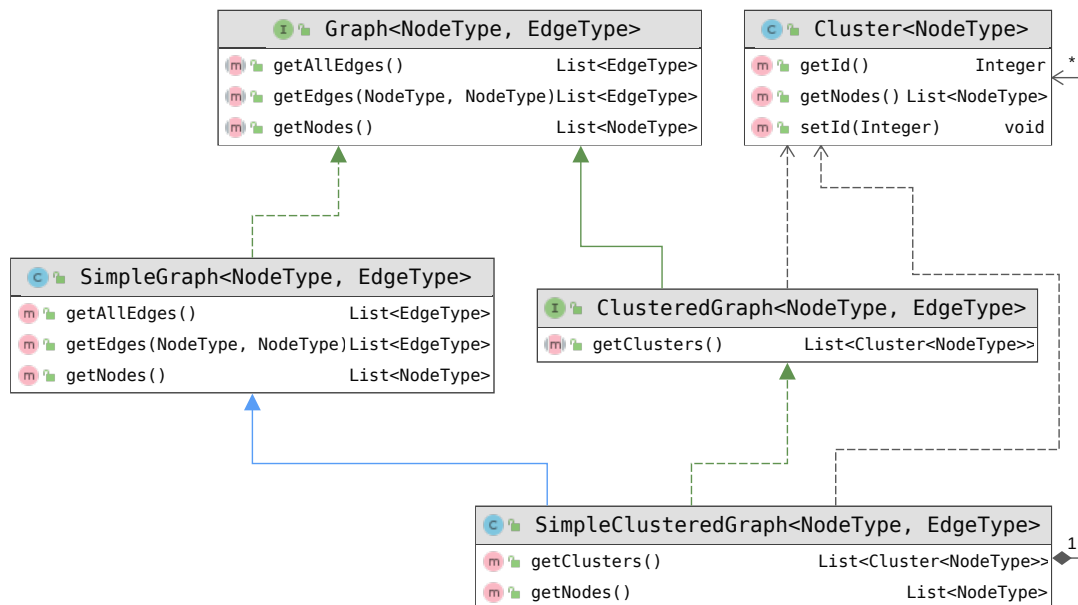 I Graph<NodeType, EdgeType>
m getAllEdges() List<EdgeType>
m getEdges(NodeType, NodeType) List<EdgeType>
m getNodes() List<NodeType>
C Cluster<NodeType>
m getId() Integer
m getNodes() List<NodeType>
m setId(Integer) void
*
C SimpleGraph<NodeType, EdgeType>
m getAllEdges() List<EdgeType>
m getEdges(NodeType, NodeType) List<EdgeType>
m getNodes() List<NodeType>
I ClusteredGraph<NodeType, EdgeType>
m getClusters() List<Cluster<NodeType>>
C SimpleClusteredGraph<NodeType, EdgeType>
m getClusters() List<Cluster<NodeType>>
m getNodes() List<NodeType>
1